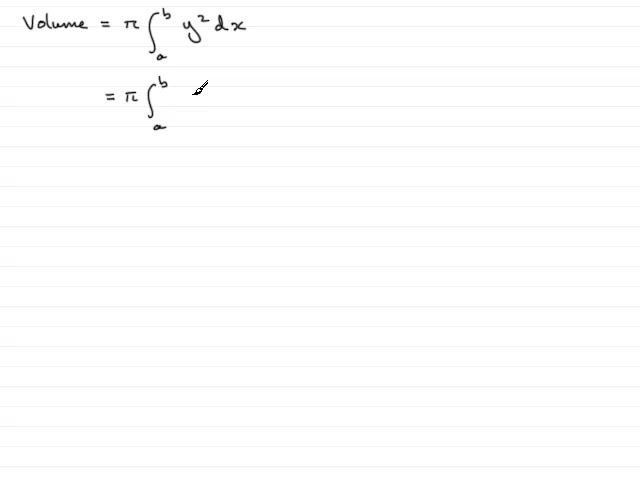 Volume = π ∫_a^b y² dx
= π ∫_a^b